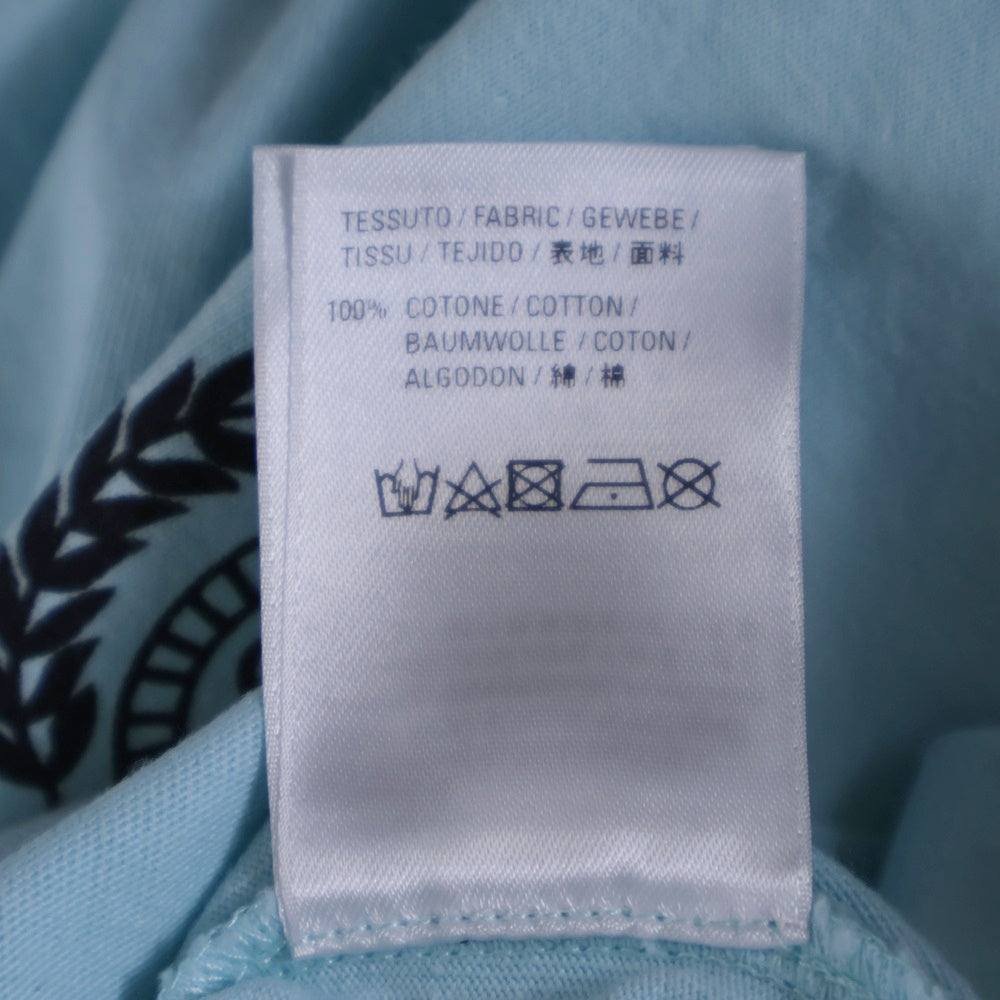 TESSUTO / FABRIC / GEWEBE /
TISSU / TEJIDO / 表地 / 面料
100% COTONE / COTTON /
BAUMWOLLE / COTON /
ALGODON / 綿 / 棉